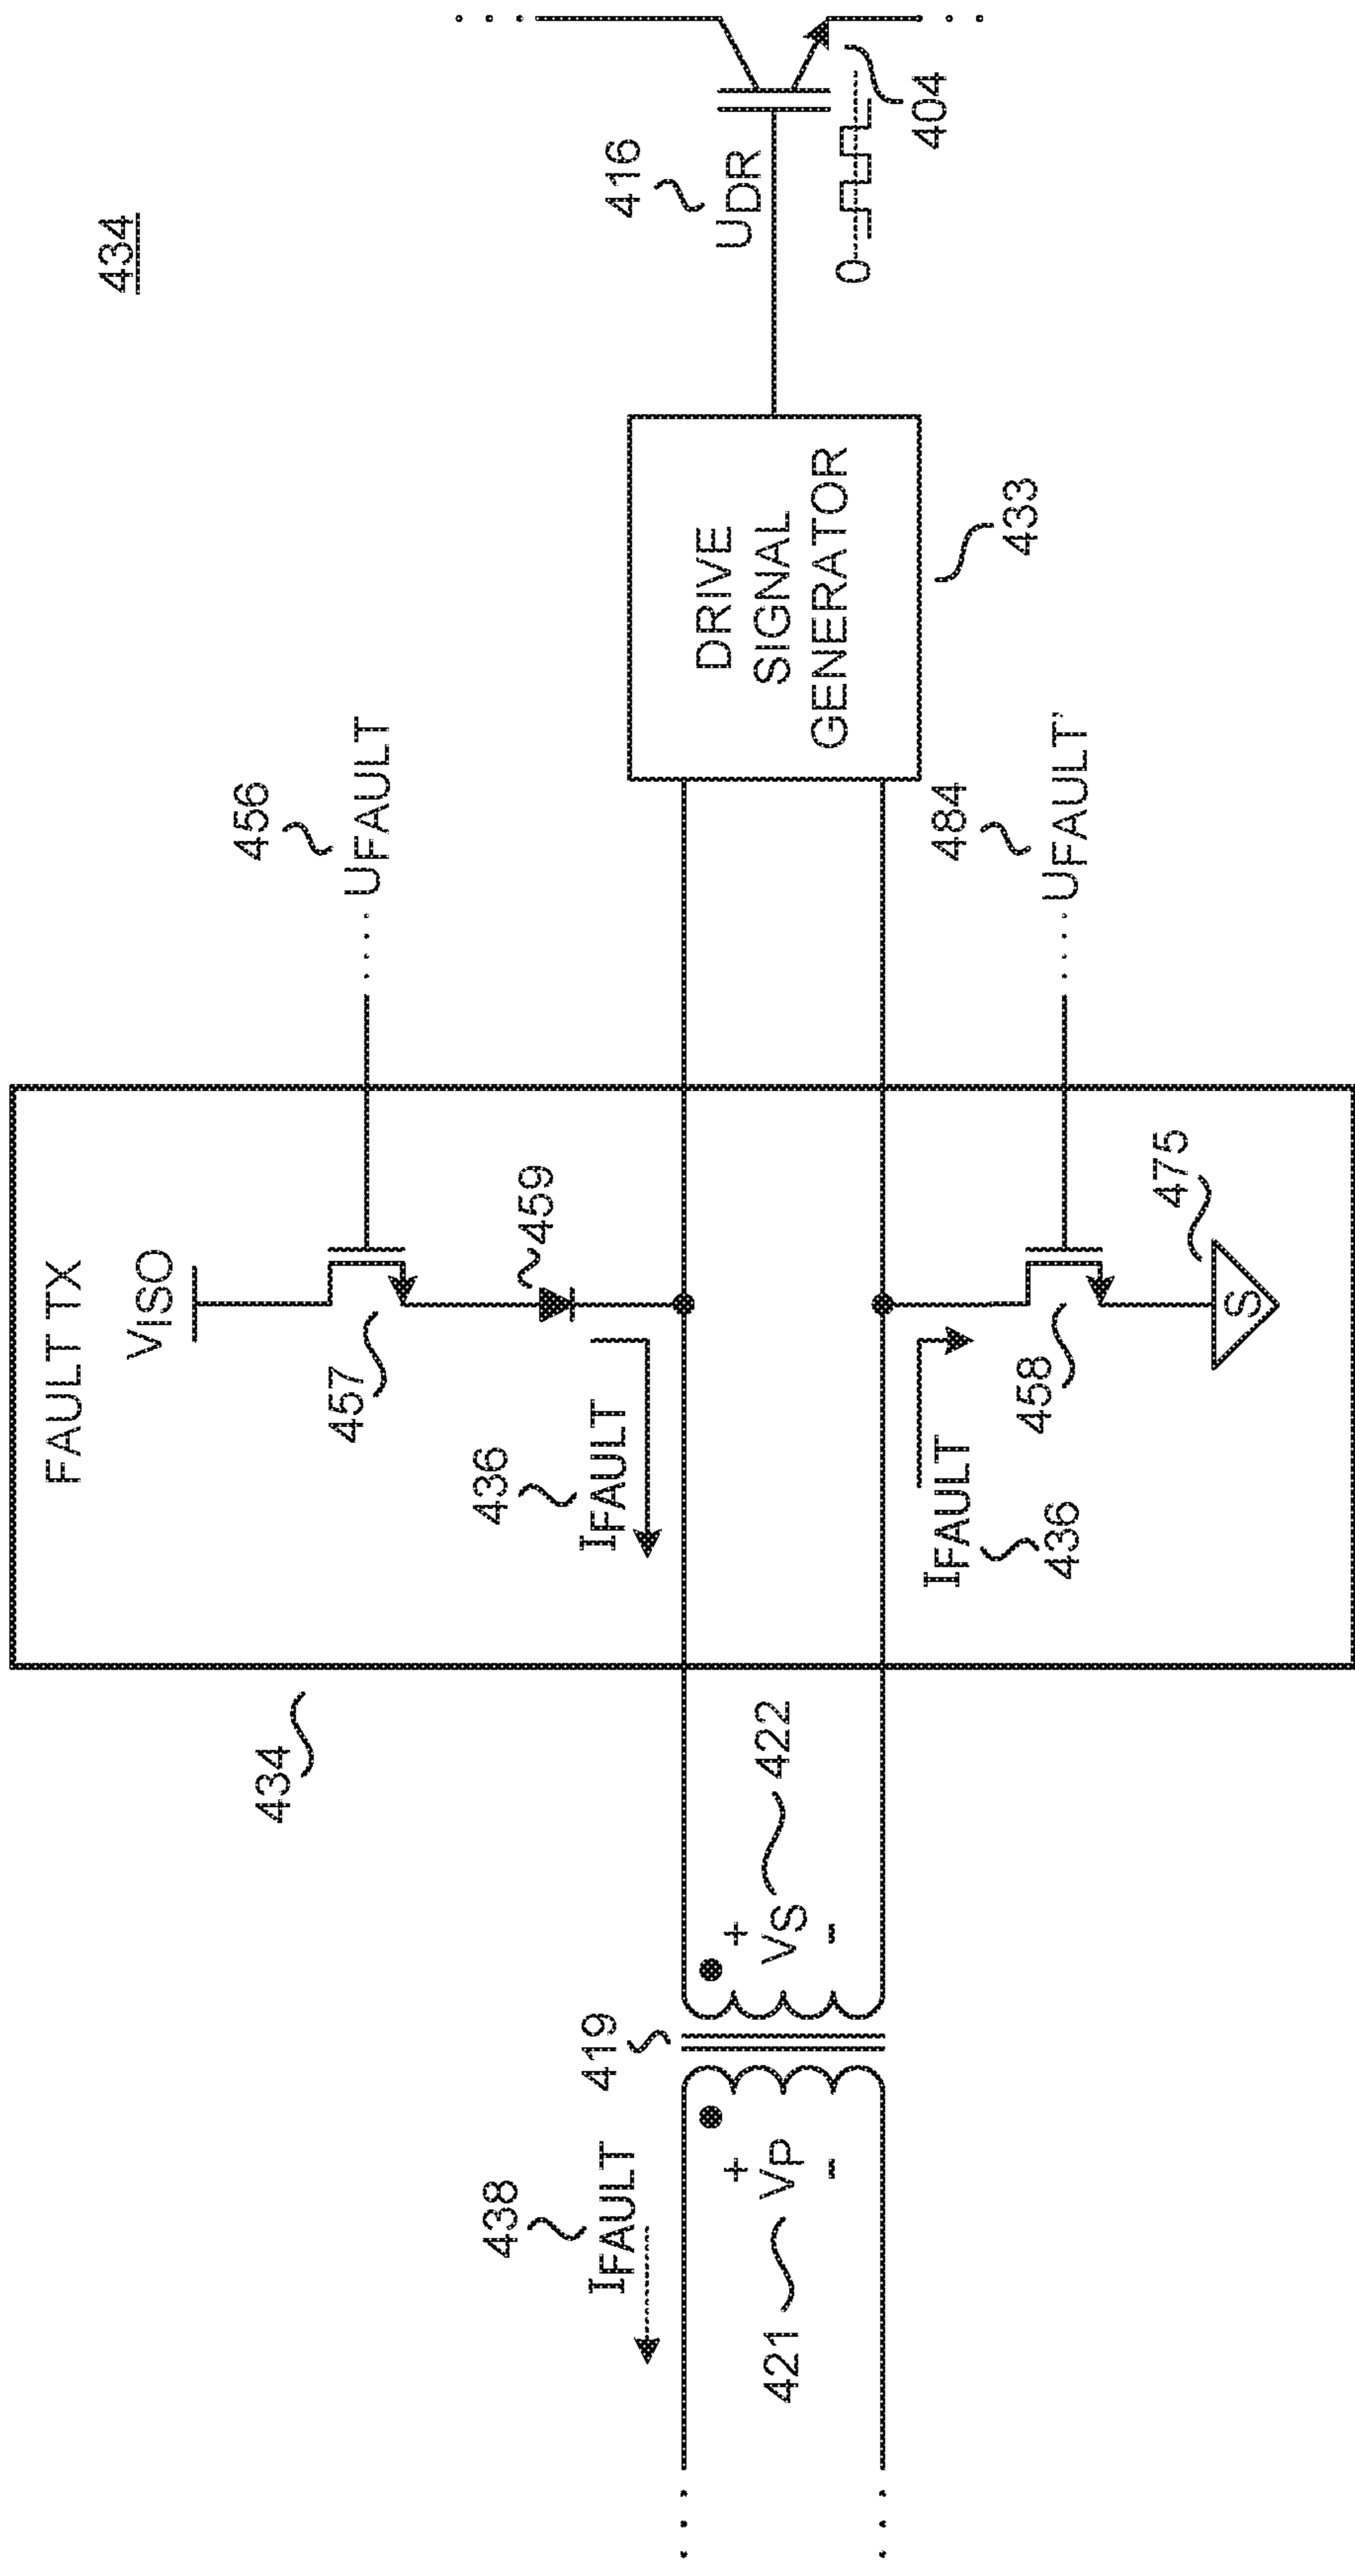 434
FAULT TX
VISO
456
UFAULT
457
459
436
IFAULT
434
416
UDR
0
404
DRIVE
SIGNAL
GENERATOR
433
438
IFAULT
419
+
VP
-
421
+
VS
-
422
IFAULT
436
458
475
S
484
UFAULT'